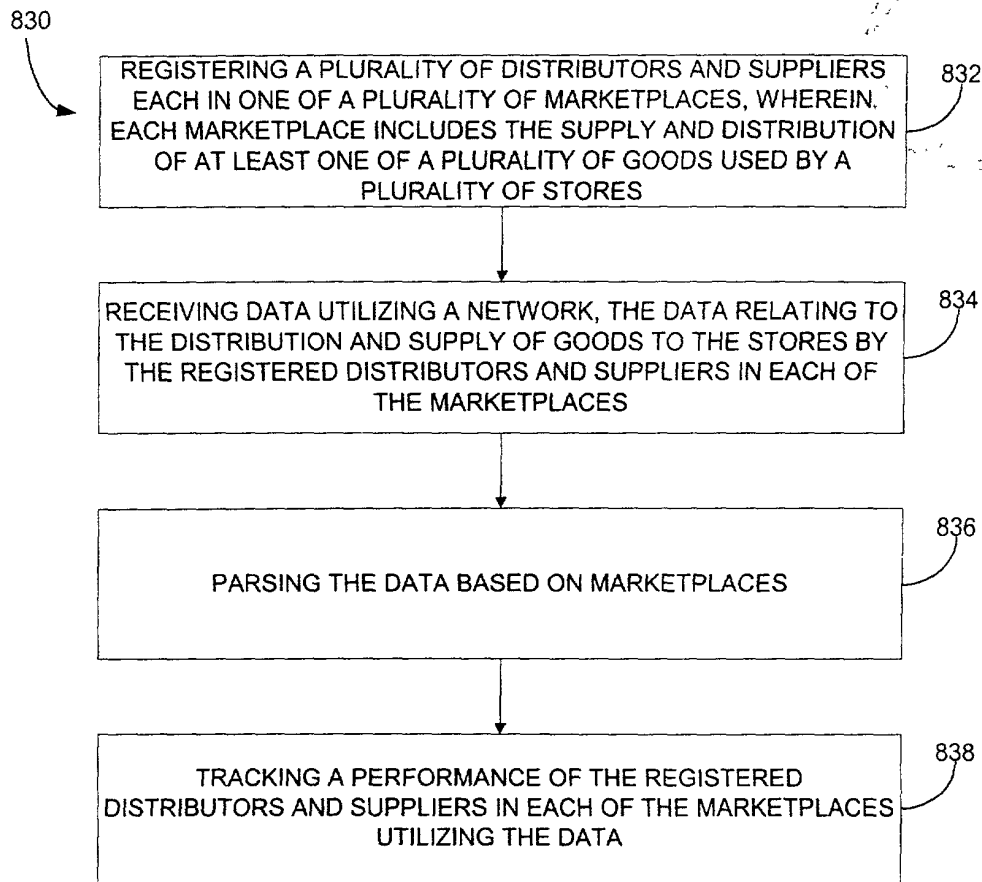 830
REGISTERING A PLURALITY OF DISTRIBUTORS AND SUPPLIERS
EACH IN ONE OF A PLURALITY OF MARKETPLACES, WHEREIN.
EACH MARKETPLACE INCLUDES THE SUPPLY AND DISTRIBUTION
OF AT LEAST ONE OF A PLURALITY OF GOODS USED BY A
PLURALITY OF STORES
832
RECEIVING DATA UTILIZING A NETWORK, THE DATA RELATING TO
THE DISTRIBUTION AND SUPPLY OF GOODS TO THE STORES BY
THE REGISTERED DISTRIBUTORS AND SUPPLIERS IN EACH OF
THE MARKETPLACES
834
PARSING THE DATA BASED ON MARKETPLACES
836
TRACKING A PERFORMANCE OF THE REGISTERED
DISTRIBUTORS AND SUPPLIERS IN EACH OF THE MARKETPLACES
UTILIZING THE DATA
838